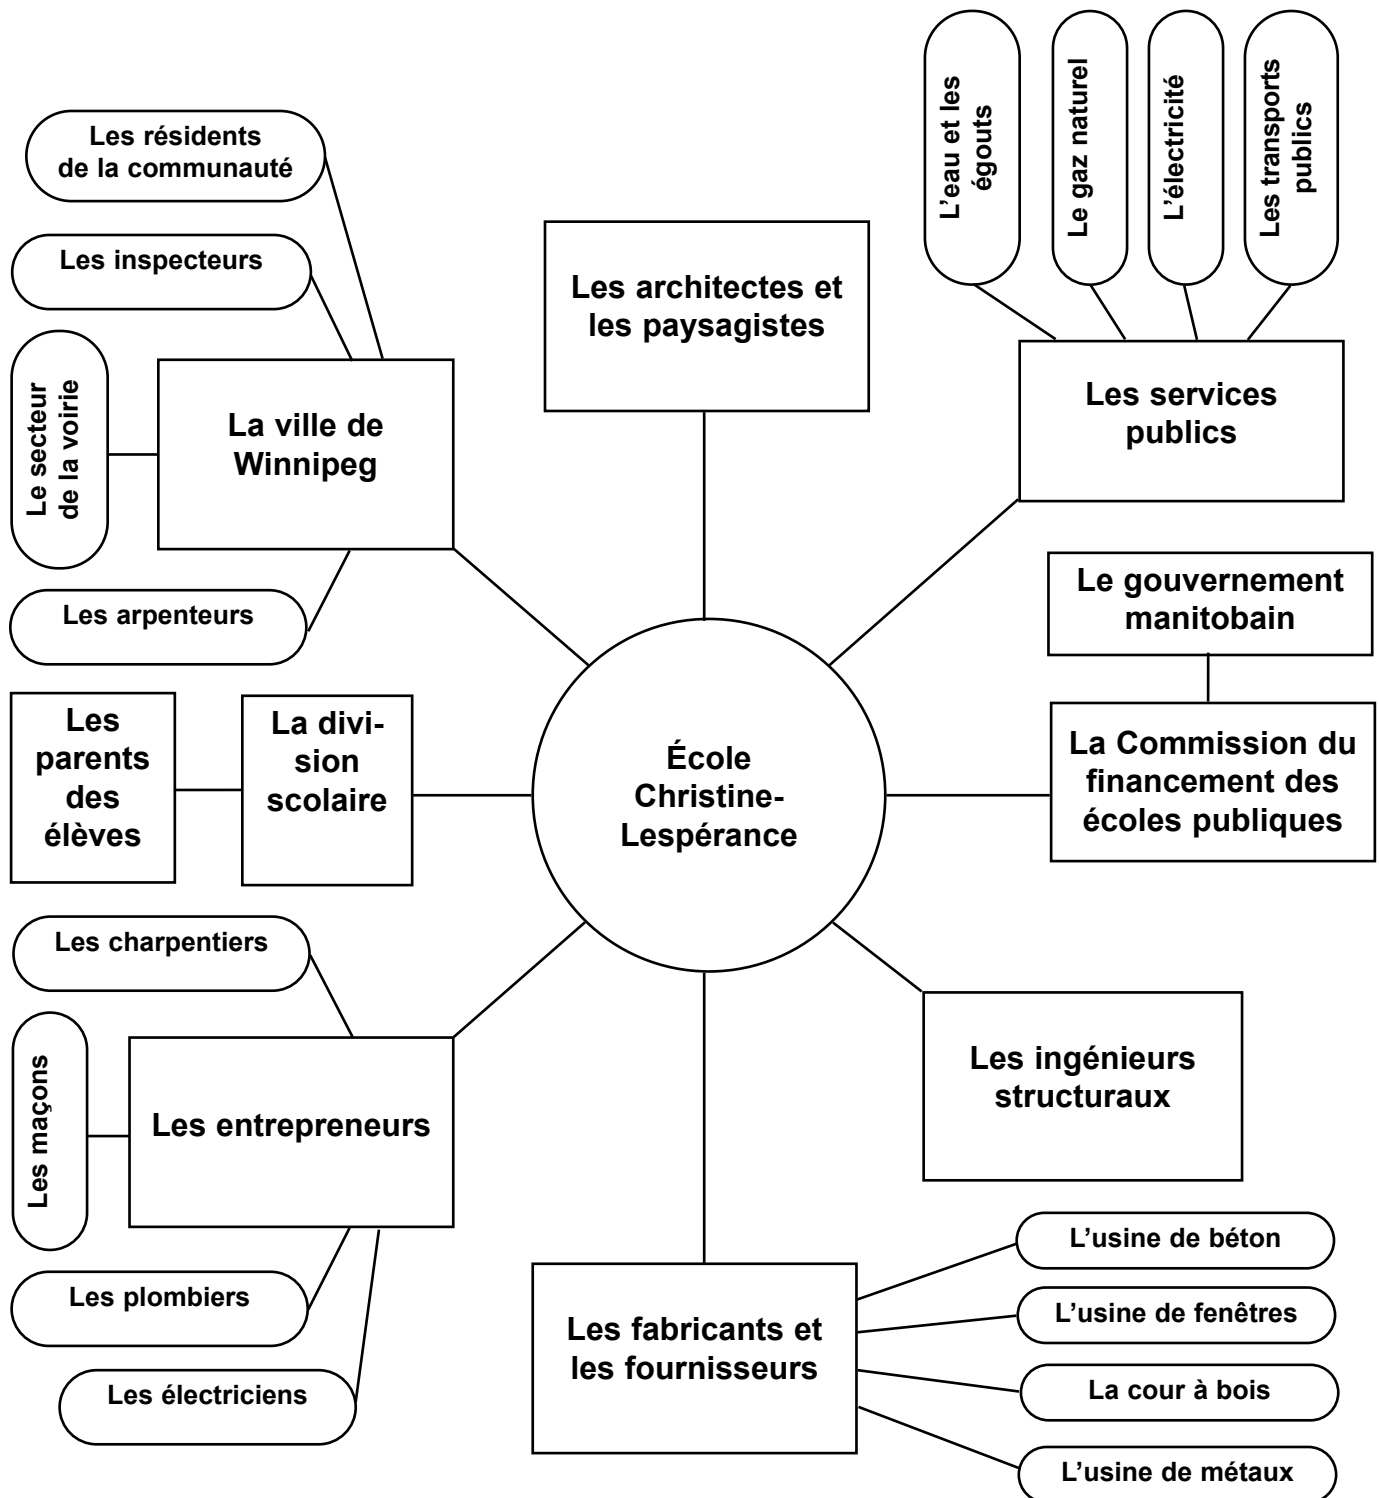 Les résidents
de la communauté
Les inspecteurs
Le secteur
de la voirie
La ville de
Winnipeg
Les arpenteurs
Les architectes et
les paysagistes
L’eau et les
égouts
Le gaz naturel
L’électricité
Les transports
publics
Les services
publics
Le gouvernement
manitobain
La Commission du
financement des
écoles publiques
Les
parents
des
élèves
La divi-
sion
scolaire
École
Christine-
Lespérance
Les charpentiers
Les maçons
Les entrepreneurs
Les plombiers
Les électriciens
Les ingénieurs
structuraux
Les fabricants et
les fournisseurs
L’usine de béton
L’usine de fenêtres
La cour à bois
L’usine de métaux